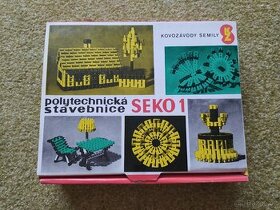 KOVOZÁVODY SEMILY
polytechnická
stavebnice SEKO 1